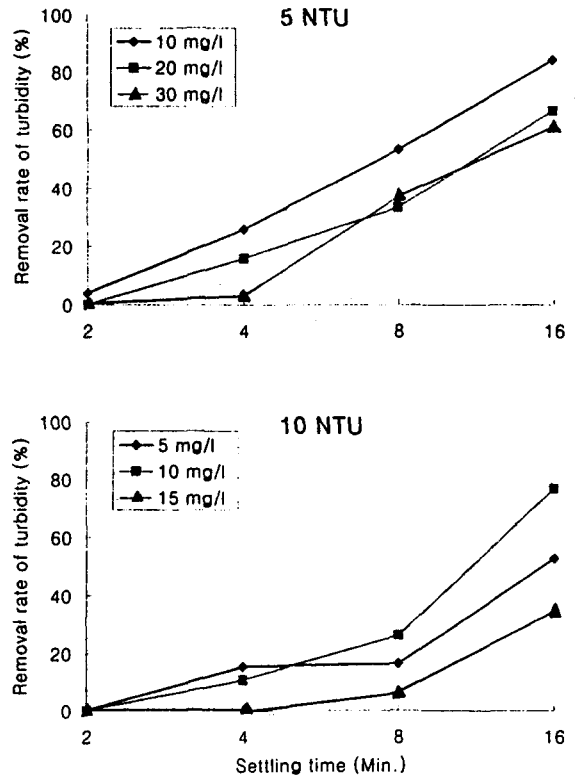 5 NTU
Removal rate of turbidity (%)
100
80
60
40
20
0
10 mg/l
20 mg/l
30 mg/l
2 4 8 16
10 NTU
Removal rate of turbidity (%)
100
80
60
40
20
0
5 mg/l
10 mg/l
15 mg/l
2 4 8 16
Settling time (Min.)